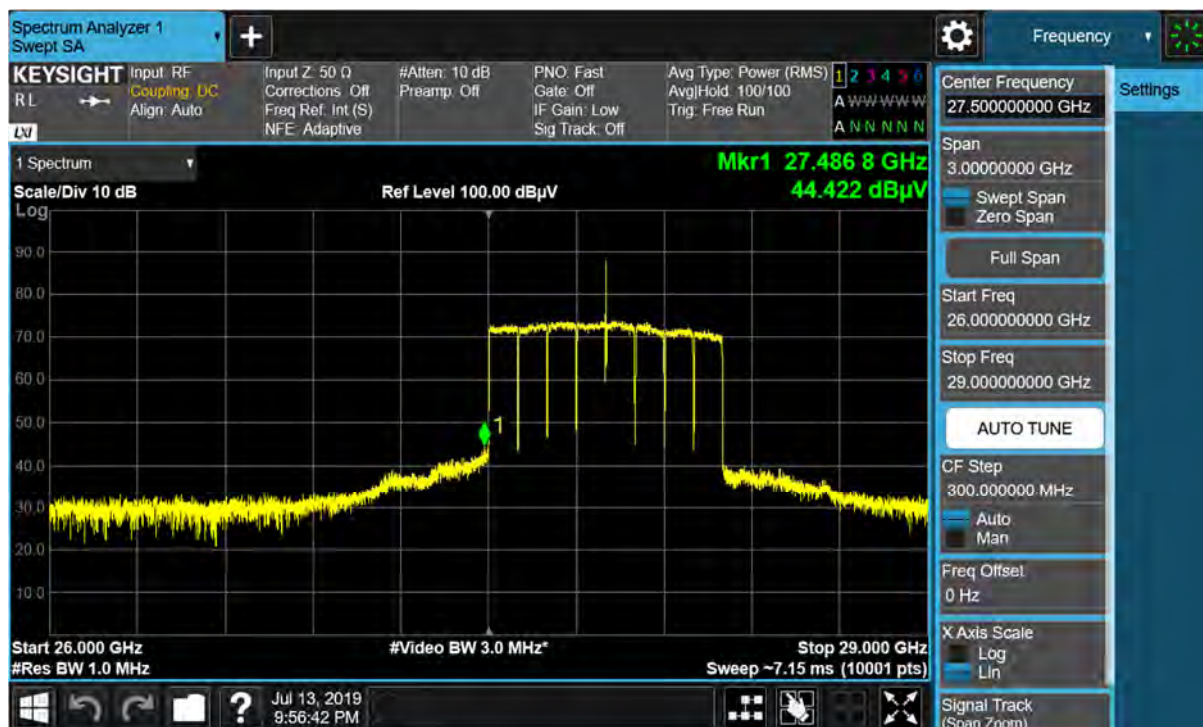 Spectrum Analyzer 1
Swept SA
Frequency
KEYSIGHT
RL
LXI
Input: RF
Coupling: DC
Align: Auto
Input Z: 50 Ω
Corrections: Off
Freq Ref: Int (S)
NFE: Adaptive
#Atten: 10 dB
Preamp: Off
PNO: Fast
Gate: Off
IF Gain: Low
Sig Track: Off
Avg Type: Power (RMS)
Avg|Hold: 100/100
Trig: Free Run
1 2 3 4 5 6
A W W W W W
A N N N N N
1 Spectrum
Scale/Div 10 dB
Ref Level 100.00 dBµV
Mkr1 27.486 8 GHz
44.422 dBµV
Log
90.0
80.0
70.0
60.0
50.0
40.0
30.0
20.0
10.0
1
Start 26.000 GHz
#Video BW 3.0 MHz*
Stop 29.000 GHz
#Res BW 1.0 MHz
Sweep ~7.15 ms (10001 pts)
Center Frequency
27.500000000 GHz
Settings
Span
3.00000000 GHz
Swept Span
Zero Span
Full Span
Start Freq
26.000000000 GHz
Stop Freq
29.000000000 GHz
AUTO TUNE
CF Step
300.000000 MHz
Auto
Man
Freq Offset
0 Hz
X Axis Scale
Log
Lin
Signal Track
(Span Zoom)
?
Jul 13, 2019
9:56:42 PM